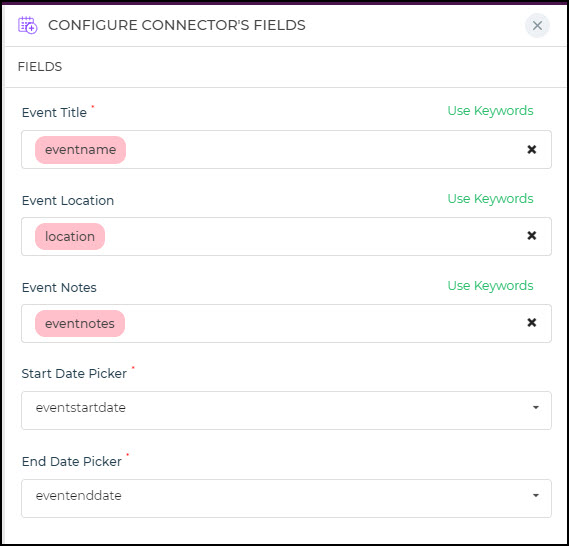 CONFIGURE CONNECTOR'S FIELDS
FIELDS
Event Title *
Use Keywords
eventname
Event Location
Use Keywords
location
Event Notes
Use Keywords
eventnotes
Start Date Picker *
eventstartdate
End Date Picker *
eventenddate